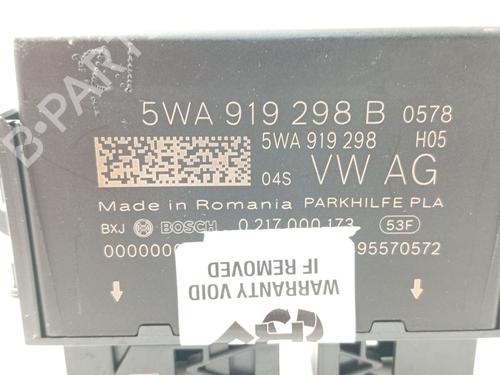 B-PARTS
5WA 919 298 B 0578
5WA 919 298 H05
04S VW AG
Made in Romania PARKHILFE PLA
BXJ BOSCH 0 217 000 173 53F
0000000 95570572
WARRANTY VOID
IF REMOVED